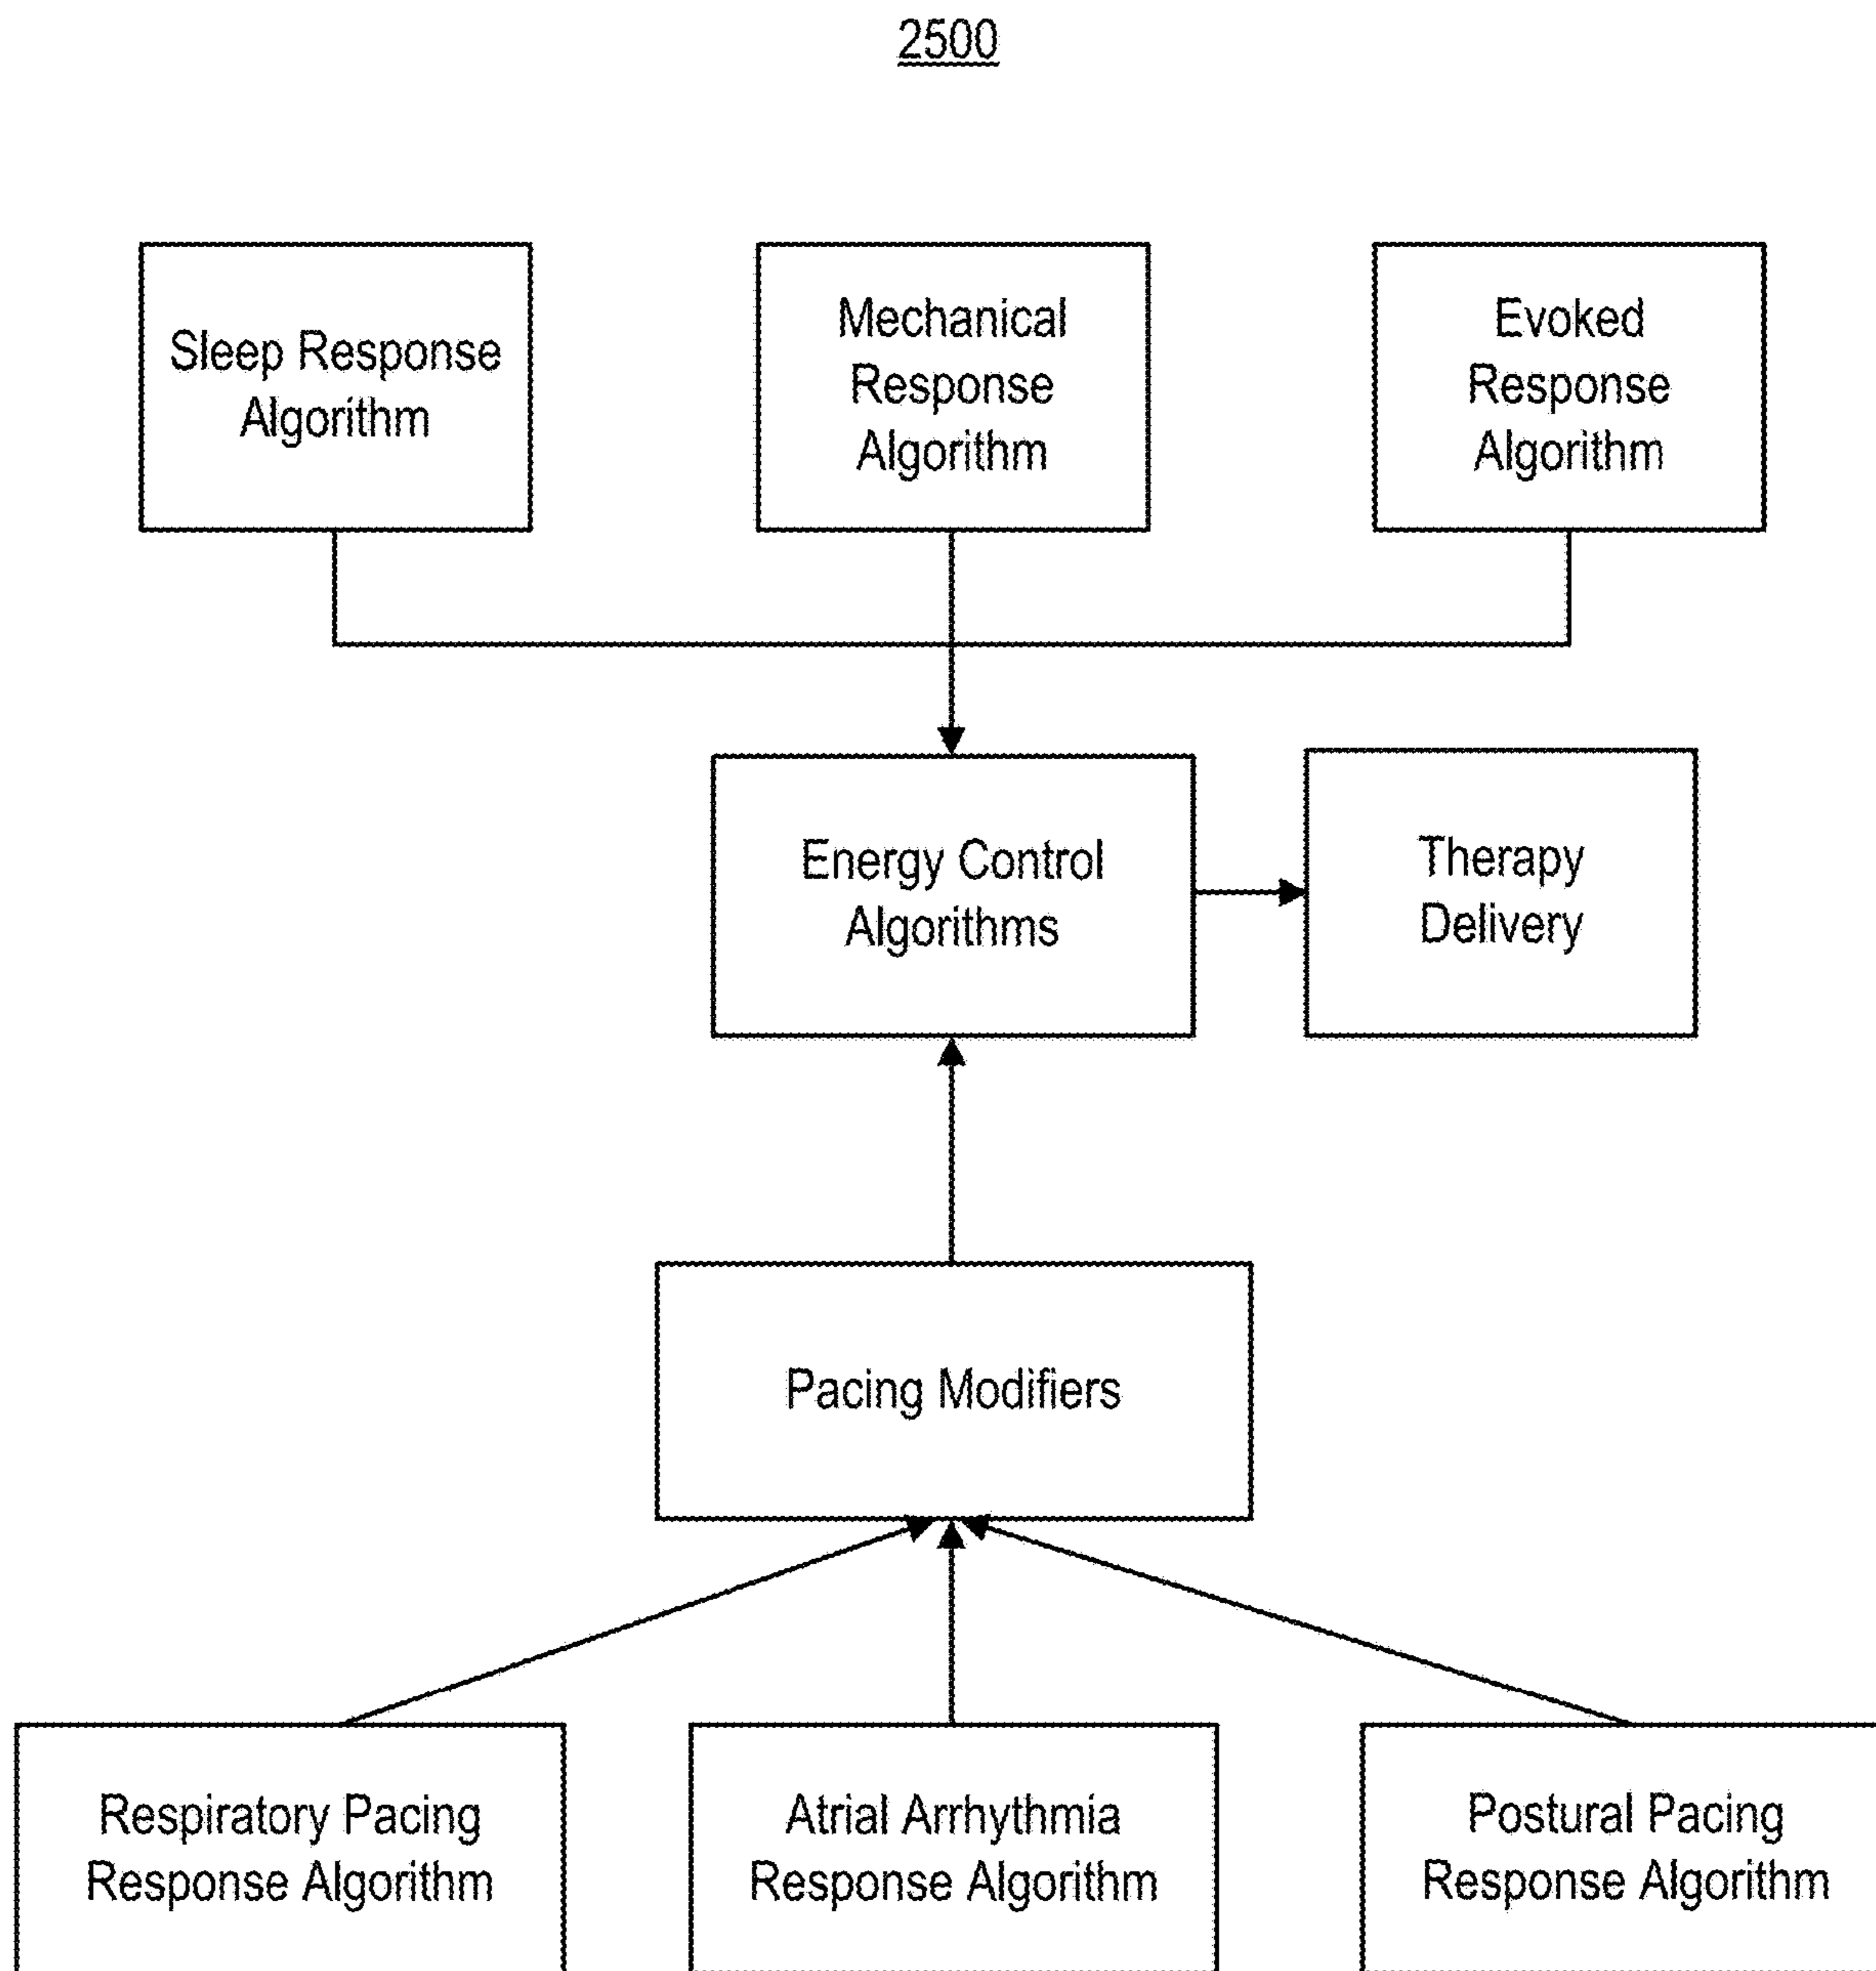 2500
Sleep Response
Algorithm
Mechanical
Response
Algorithm
Evoked
Response
Algorithm
Energy Control
Algorithms
Therapy
Delivery
Pacing Modifiers
Respiratory Pacing
Response Algorithm
Atrial Arrhythmia
Response Algorithm
Postural Pacing
Response Algorithm